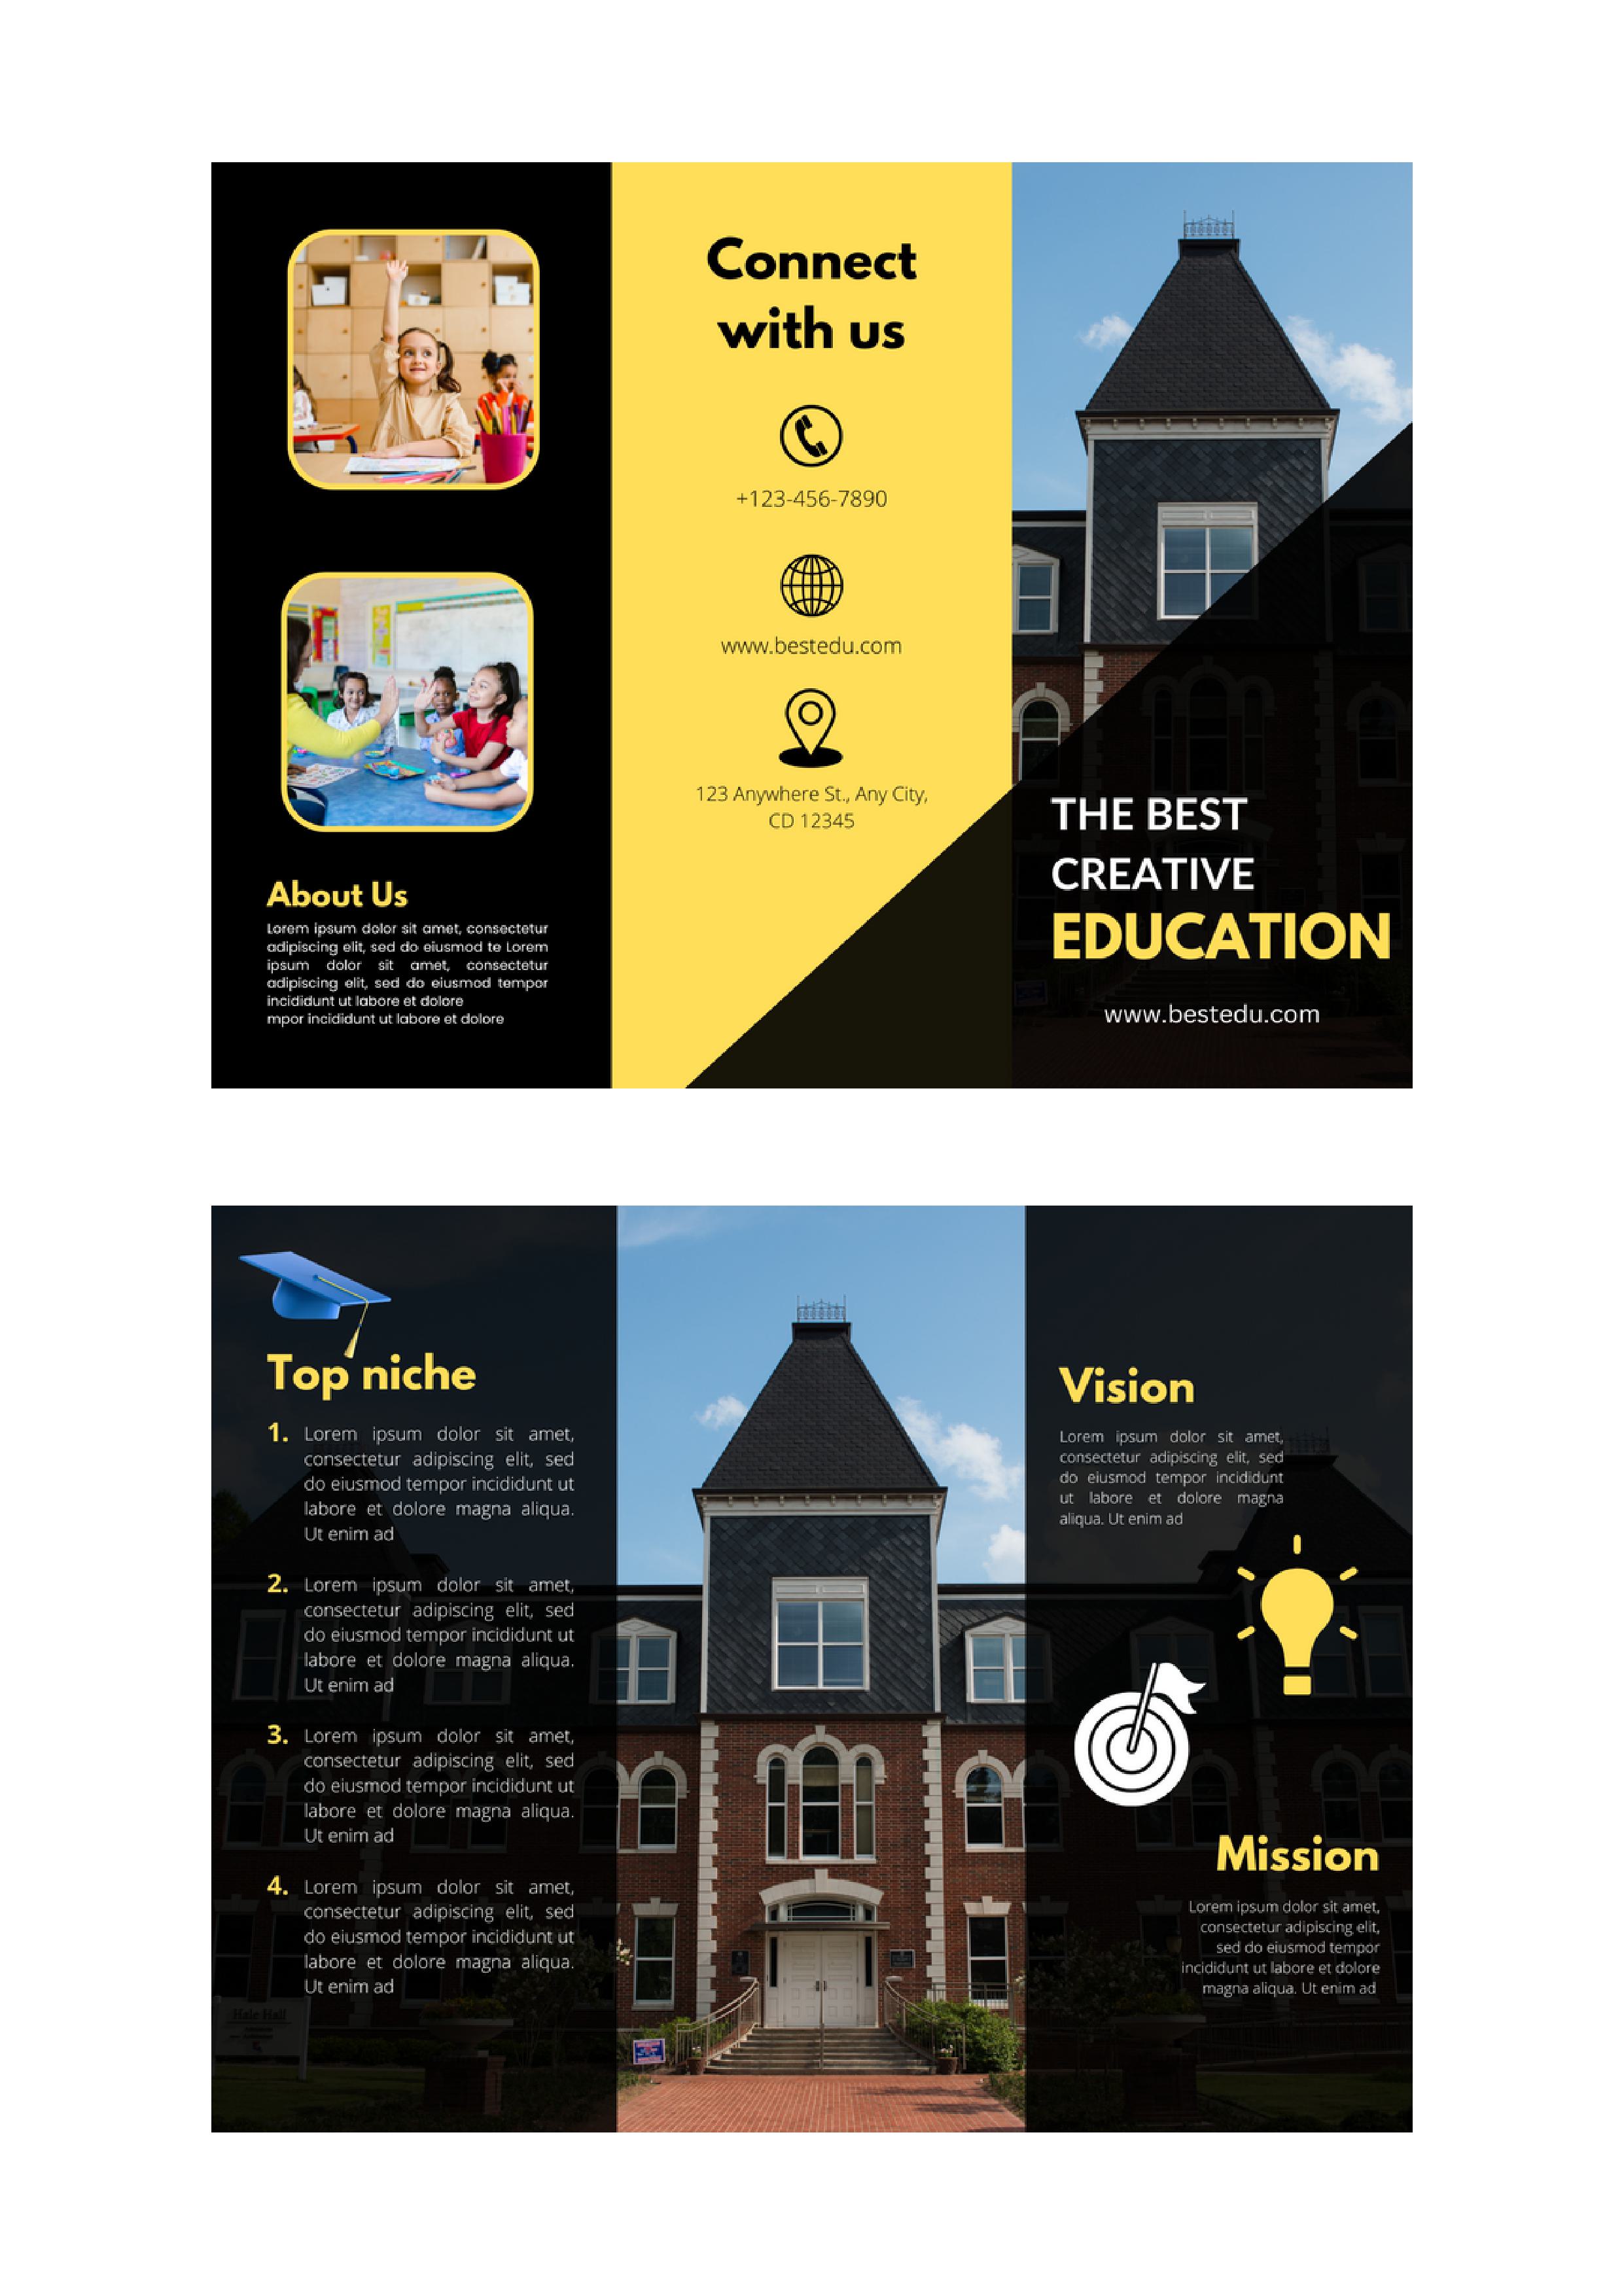 About Us
Lorem ipsum dolor sit amet, consectetur
adipiscing elit, sed do eiusmod te Lorem
ipsum dolor sit amet, consectetur
adipiscing elit, sed do eiusmod tempor
incididunt ut labore et dolore
mpor incididunt ut labore et dolore
Connect
with us
+123-456-7890
www.bestedu.com
123 Anywhere St., Any City,
CD 12345
THE BEST
CREATIVE
EDUCATION
www.bestedu.com
Top niche
1. Lorem ipsum dolor sit amet,
consectetur adipiscing elit, sed
do eiusmod tempor incididunt ut
labore et dolore magna aliqua.
Ut enim ad
2. Lorem ipsum dolor sit amet,
consectetur adipiscing elit, sed
do eiusmod tempor incididunt ut
labore et dolore magna aliqua.
Ut enim ad
3. Lorem ipsum dolor sit amet,
consectetur adipiscing elit, sed
do eiusmod tempor incididunt ut
labore et dolore magna aliqua.
Ut enim ad
4. Lorem ipsum dolor sit amet,
consectetur adipiscing elit, sed
do eiusmod tempor incididunt ut
labore et dolore magna aliqua.
Ut enim ad
Hale Hall
Vision
Lorem ipsum dolor sit amet,
consectetur adipiscing elit, sed
do eiusmod tempor incididunt
ut labore et dolore magna
aliqua. Ut enim ad
Mission
Lorem ipsum dolor sit amet,
consectetur adipiscing elit,
sed do eiusmod tempor
incididunt ut labore et dolore
magna aliqua. Ut enim ad